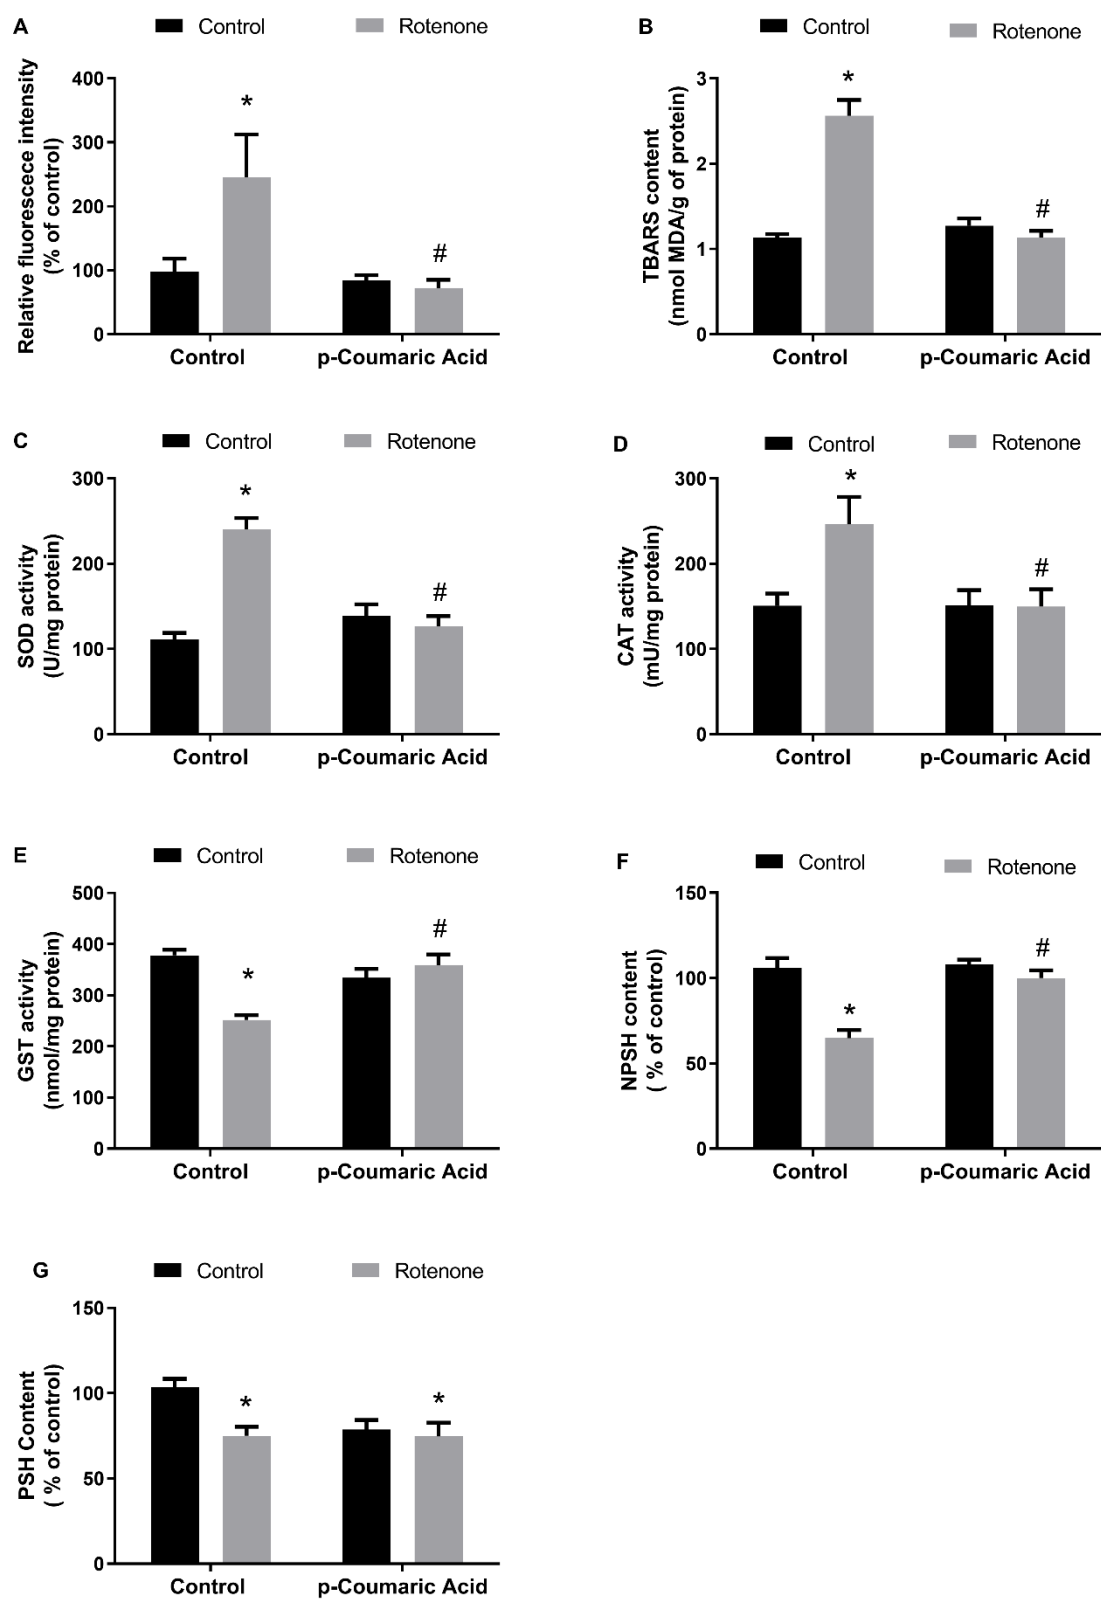 A
Control
Rotenone
Relative fluorescece intensity
(% of control)
400
300
200
100
0
*
#
Control
p-Coumaric Acid
B
Control
Rotenone
TBARS content
(nmol MDA/g of protein)
3
2
1
0
*
#
Control
p-Coumaric Acid
C
Control
Rotenone
SOD activity
(U/mg protein)
300
200
100
0
*
#
Control
p-Coumaric Acid
D
Control
Rotenone
CAT activity
(mU/mg protein)
300
200
100
0
*
#
Control
p-Coumaric Acid
E
Control
Rotenone
GST activity
(nmol/mg protein)
500
400
300
200
100
0
*
#
Control
p-Coumaric Acid
F
Control
Rotenone
NPSH content
( % of control)
150
100
50
0
*
#
Control
p-Coumaric Acid
G
Control
Rotenone
PSH Content
( % of control)
150
100
50
0
*
*
Control
p-Coumaric Acid